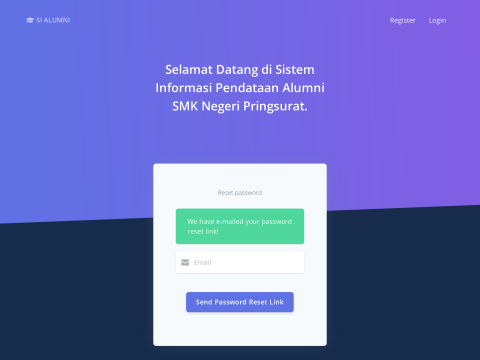 SI ALUMNI
Register
Login
Selamat Datang di Sistem
Informasi Pendataan Alumni
SMK Negeri Pringsurat.
Reset password
We have e-mailed your password
reset link!
Email
Send Password Reset Link